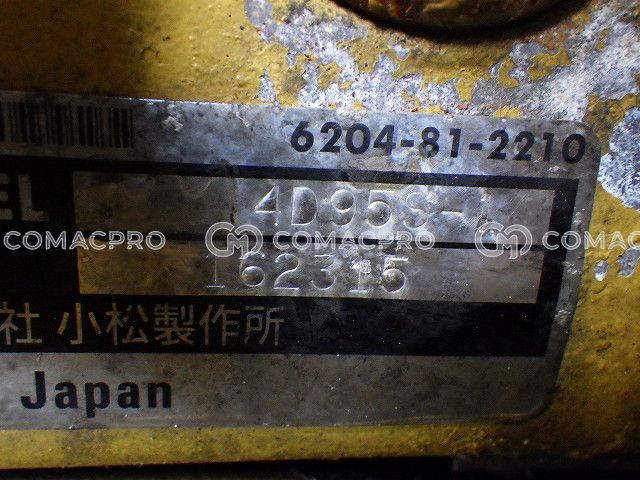 6204-81-2210
EL 4D95S-L
COMACPRO COMACPRO COMACPRO
162315
社 小松製作所
Japan